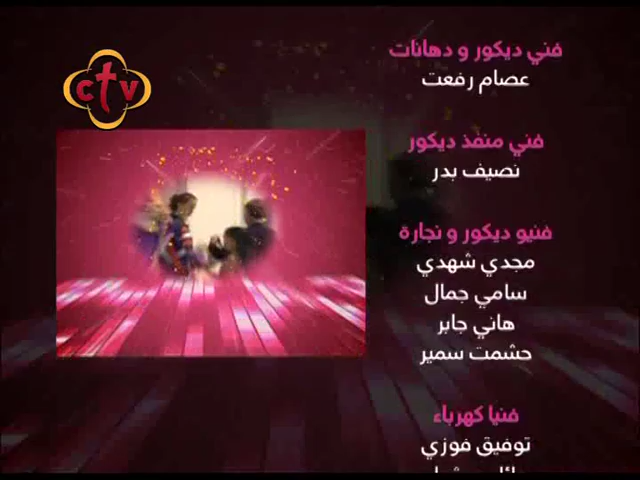 ctv
فني ديكور و دهانات
عصام رفعت
فني منفذ ديكور
نصيف بدر
فنيو ديكور و نجارة
مجدي شهدي
سامي جمال
هاني جابر
حشمت سمير
فنيا كهرباء
توفيق فوزي